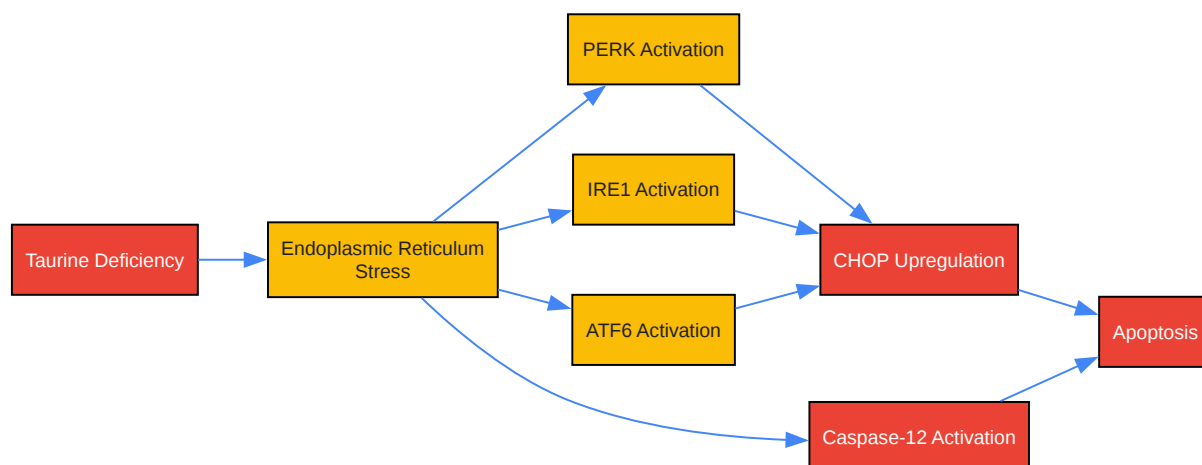 PERK Activation
IRE1 Activation
Taurine Deficiency
Endoplasmic Reticulum
Stress
CHOP Upregulation
ATF6 Activation
Apoptosis
Caspase-12 Activation